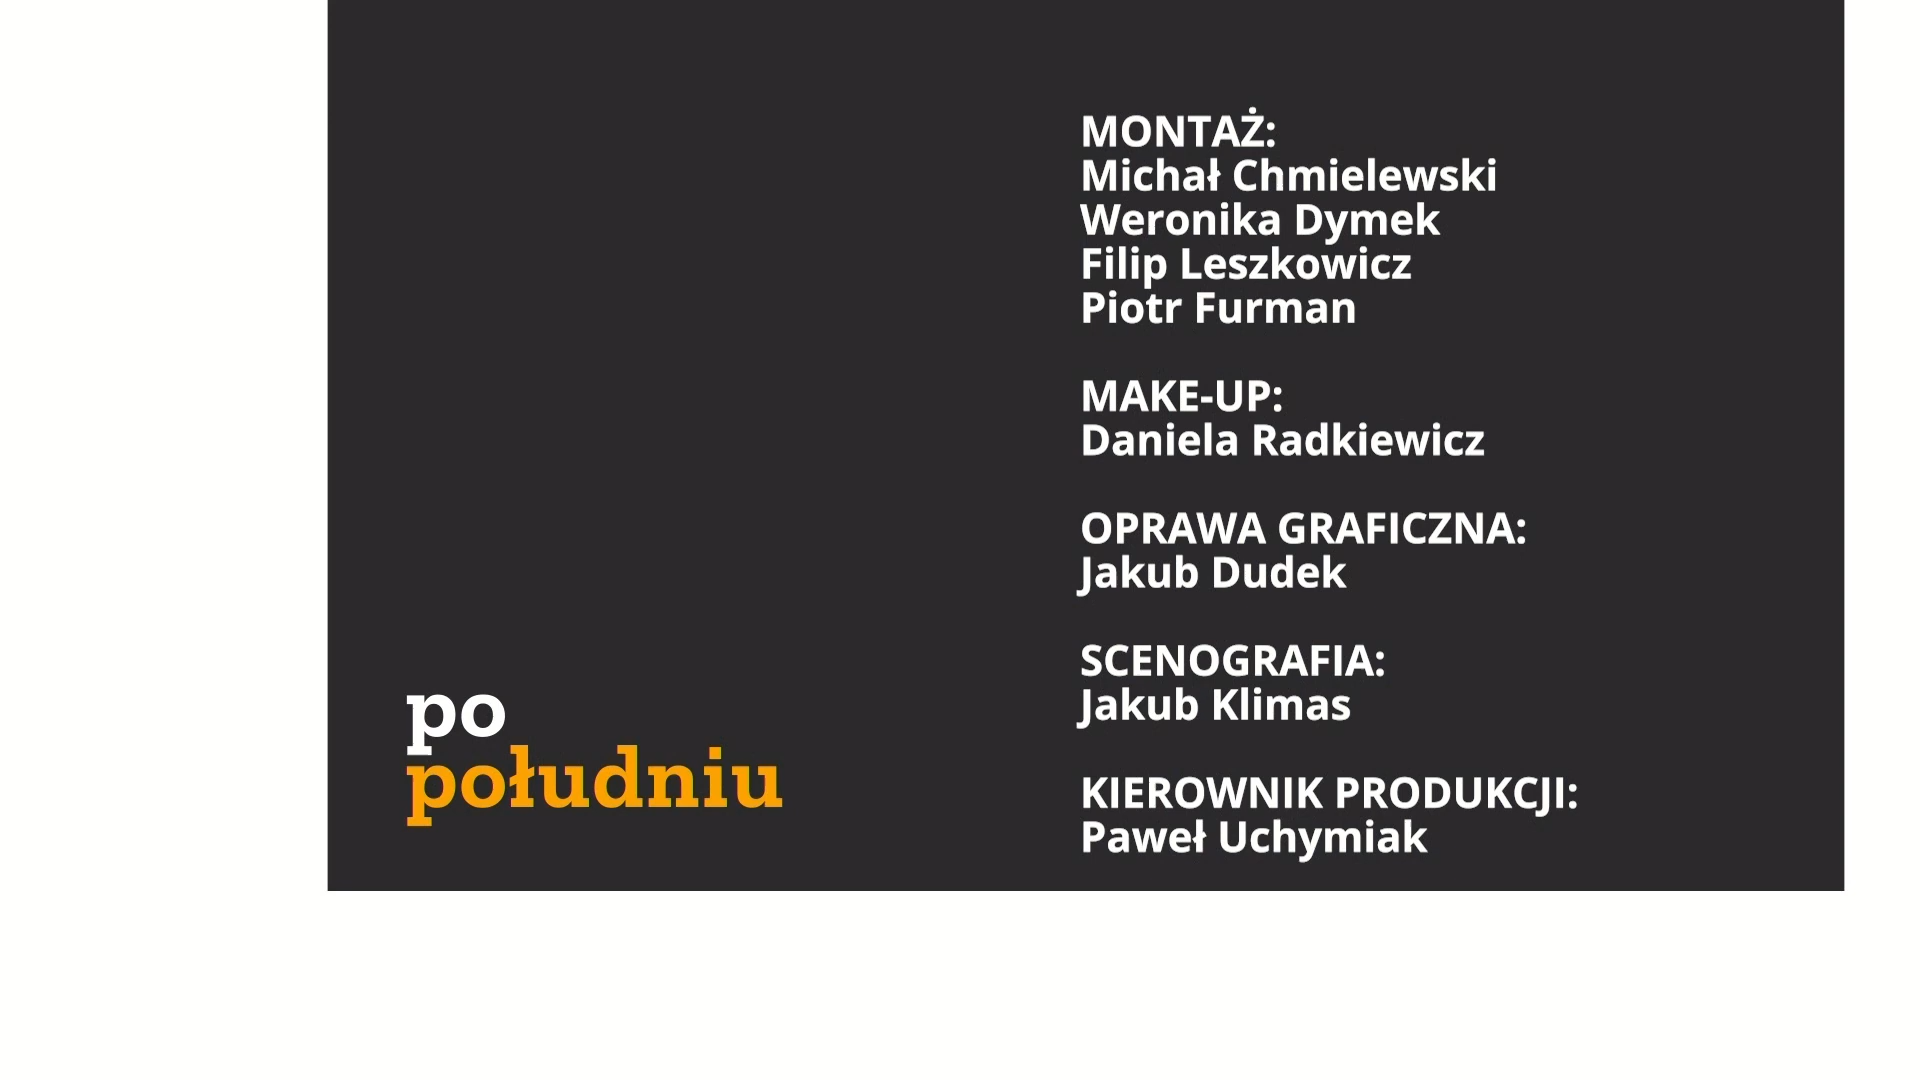 MONTAŻ:
Michał Chmielewski
Weronika Dymek
Filip Leszkowicz
Piotr Furman
MAKE-UP:
Daniela Radkiewicz
OPRAWA GRAFICZNA:
Jakub Dudek
SCENOGRAFIA:
Jakub Klimas
KIEROWNIK PRODUKCJI:
Paweł Uchymiak
po
południu